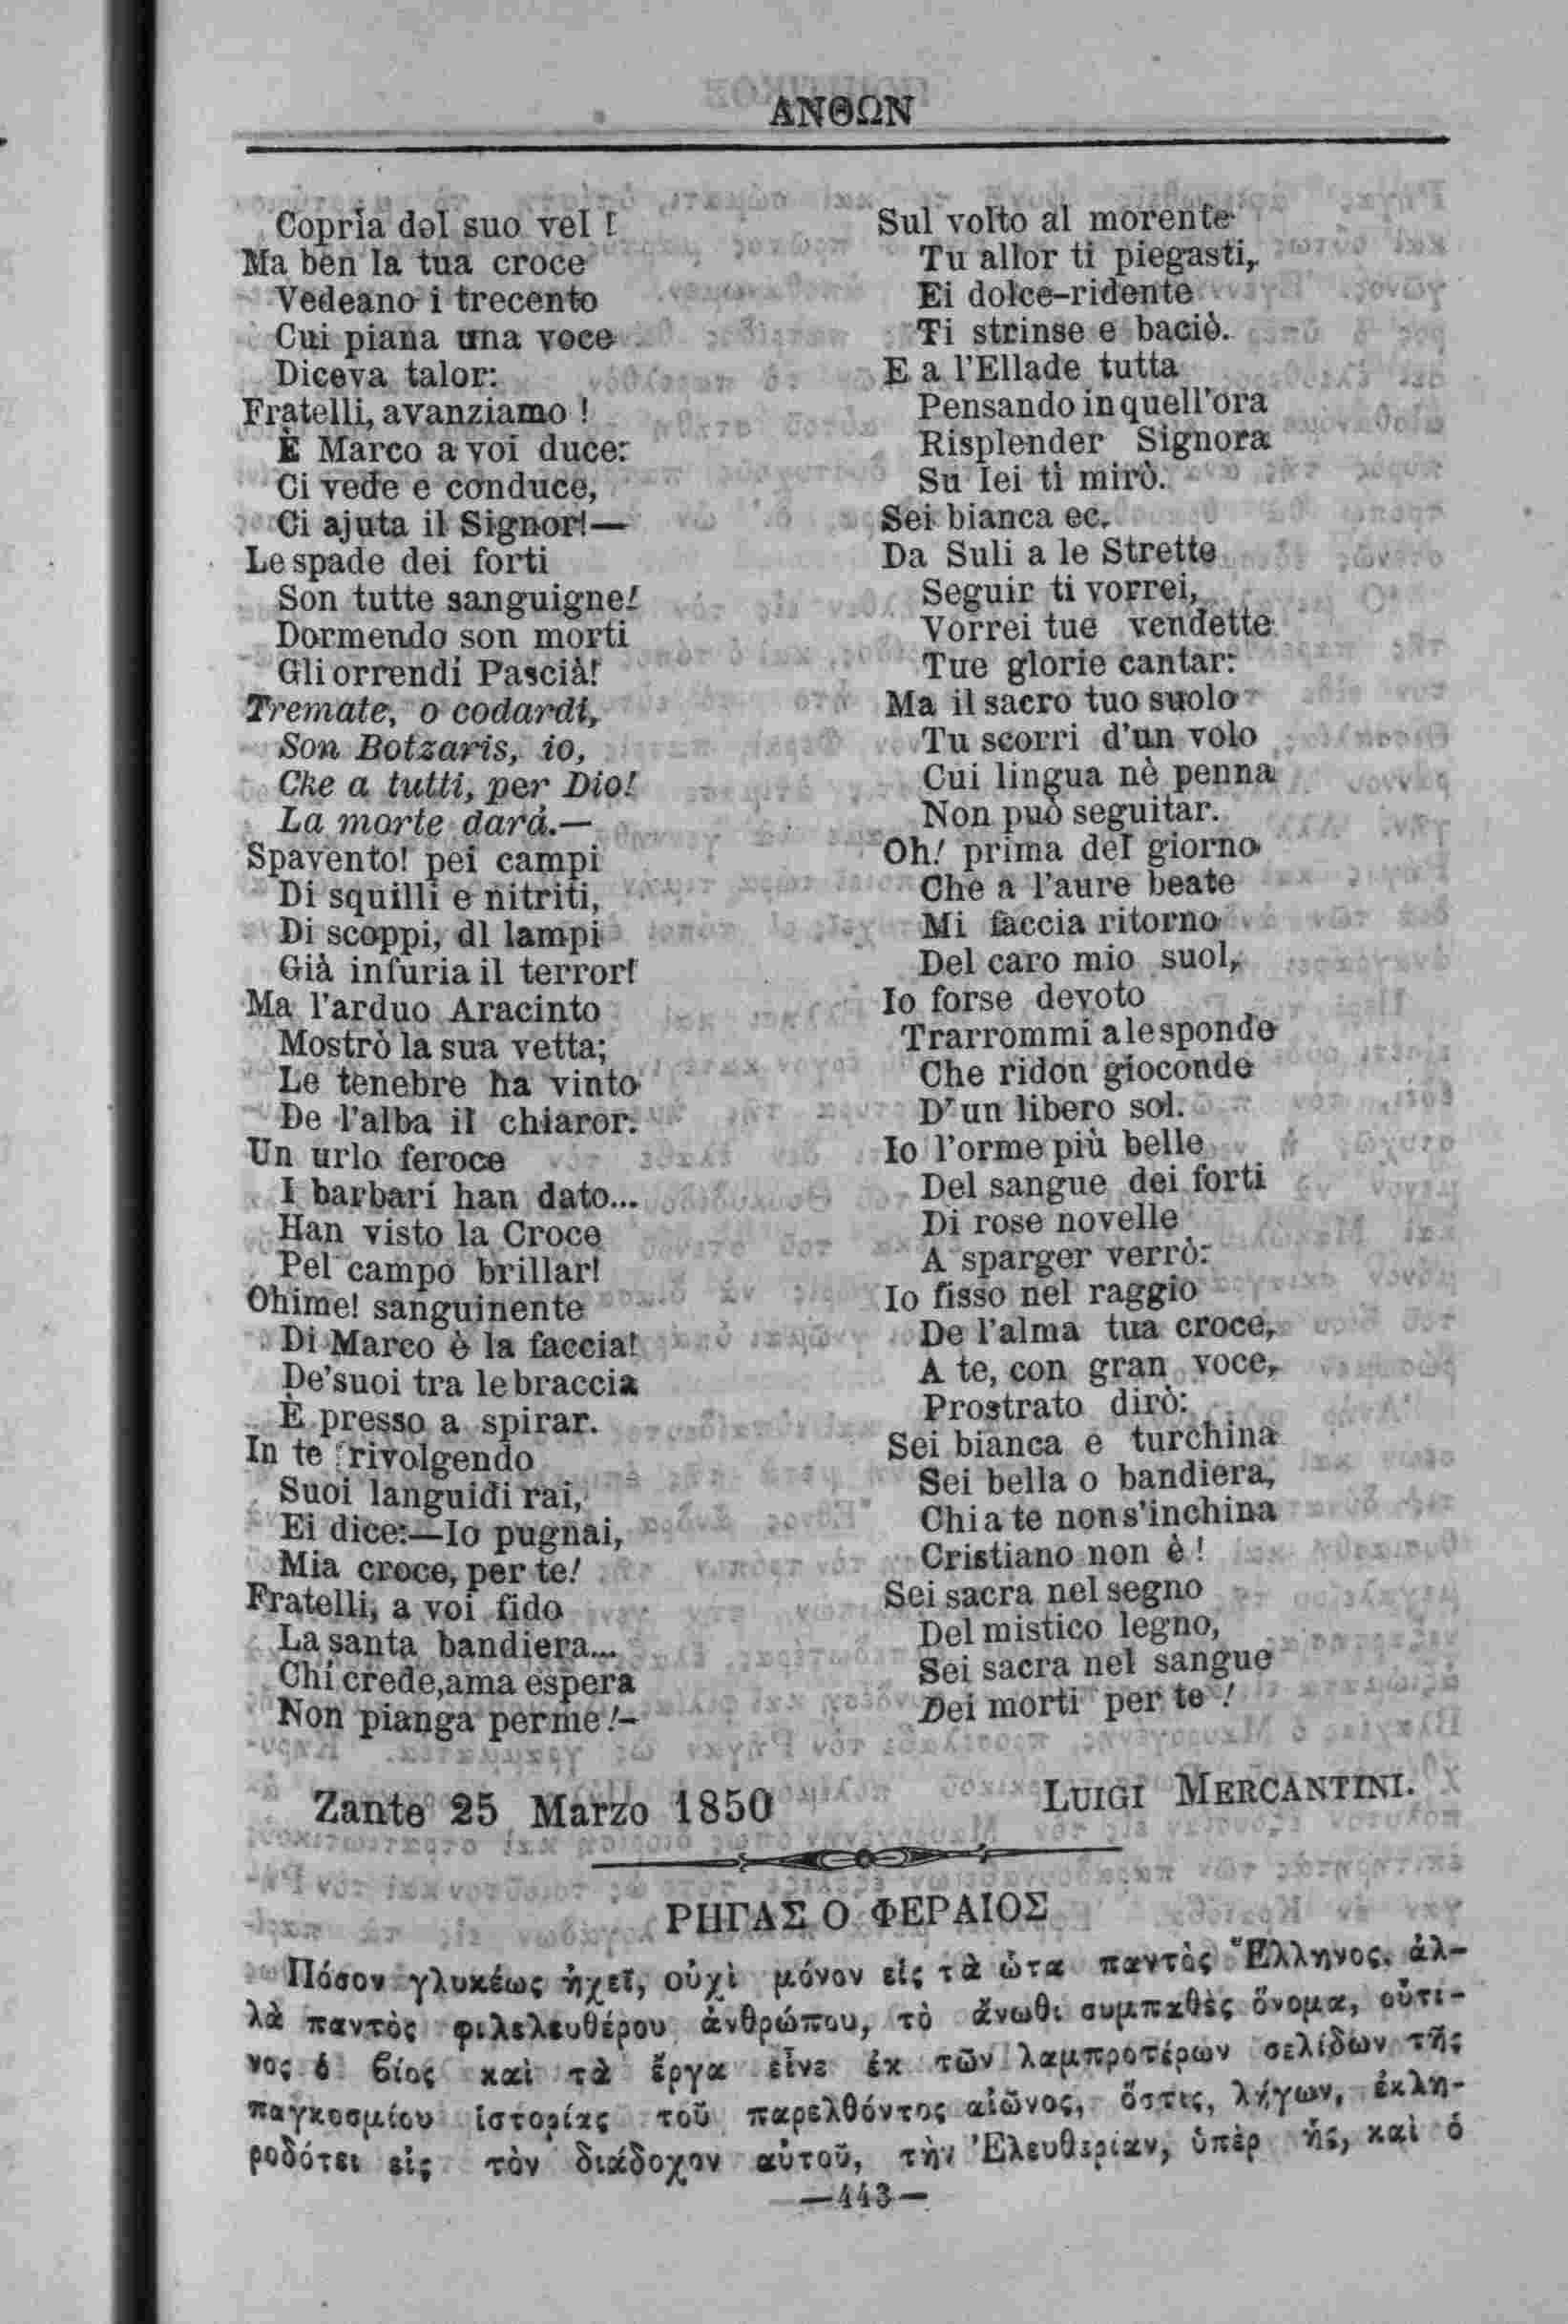 ΑΝΘΩΝ
Coprìa del suo vel !
Ma ben la tua croce
Vedeano i trecento
Cui piana una voce
Diceva talor:
Fratelli, avanziamo !
È Marco a voi duce:
Ci vede e conduce,
Ci ajuta il Signor!—
Le spade dei forti
Son tutte sanguigne!
Dormendo son morti
Gli orrendi Pascià!
Tremate, o codardi,
Son Botzaris, io,
Che a tutti, per Dio!
La morte darà.—
Spavento! pei campi
Di squilli e nitriti,
Di scoppi, dl lampi
Già infuria il terror!
Ma l'arduo Aracinto
Mostrò la sua vetta;
Le tenebre ha vinto
De l'alba il chiaror.
Un urlo feroce
I barbari han dato...
Han visto la Croce
Pel campo brillar!
Ohime! sanguinente
Di Marco è la faccia!
De'suoi tra le braccia
È presso a spirar.
In te rivolgendo
Suoi languidi rai,
Ei dice:—Io pugnai,
Mia croce, per te!
Fratelli, a voi fido
La santa bandiera...
Chi crede,ama espera
Non pianga per me!-
Sul volto al morente
Tu allor ti piegasti,
Ei dolce-ridente
Ti strinse e baciò.
E a l'Ellade tutta
Pensando in quell'ora
Risplender Signora
Su lei ti mirò.
Sei bianca ec.
Da Suli a le Strette
Seguir ti vorrei,
Vorrei tue vendette
Tue glorie cantar:
Ma il sacro tuo suolo
Tu scorri d'un volo
Cui lingua nè penna
Non può seguitar.
Oh! prima del giorno
Che a l'aure beate
Mi faccia ritorno
Del caro mio suol,
Io forse devoto
Trarrommi a le sponde
Che ridon gioconde
D'un libero sol.
Io l'orme più belle
Del sangue dei forti
Di rose novelle
A sparger verrò:
Io fisso nel raggio
De l'alma tua croce,
A te, con gran voce,
Prostrato dirò:
Sei bianca e turchina
Sei bella o bandiera,
Chi a te non s'inchina
Cristiano non è !
Sei sacra nel segno
Del mistico legno,
Sei sacra nel sangue
Dei morti per te !
Zante 25 Marzo 1850
LUIGI MERCANTINI.
ΡΗΓΑΣ Ο ΦΕΡΑΙΟΣ
Πόσον γλυκέως ἠχεῖ, οὐχὶ μόνον εἰς τὰ ὦτα παντὸς Ἕλληνος, ἀλ-
λὰ παντὸς φιλελευθέρου ἀνθρώπου, τὸ ἄνωθι συμπαθὲς ὄνομα, οὗτι-
νος ὁ βίος καὶ τὰ ἔργα εἶνε ἐκ τῶν λαμπροτέρων σελίδων τῆς
παγκοσμίου ἱστορίας τοῦ παρελθόντος αἰῶνος, ὅστις, λήγων, ἐκλη-
ροδότει εἰς τὸν διάδοχον αὐτοῦ, τὴν Ἐλευθερίαν, ὑπὲρ ἧς, καὶ ὁ
—443—